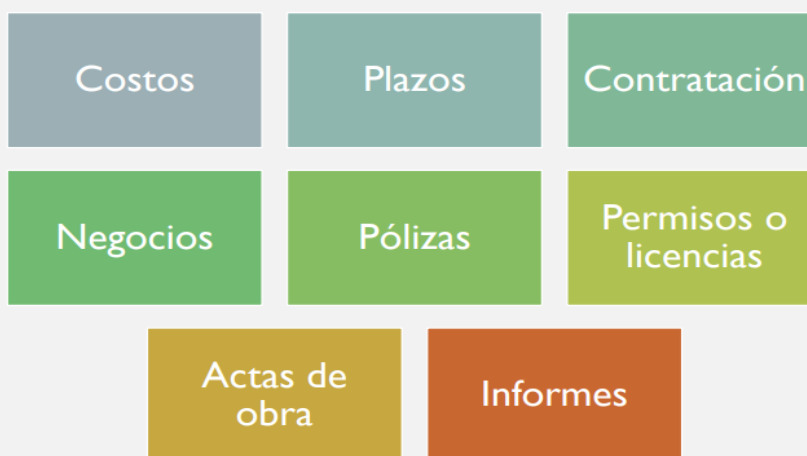 Costos
Plazos
Contratación
Negocios
Pólizas
Permisos o
licencias
Actas de
obra
Informes